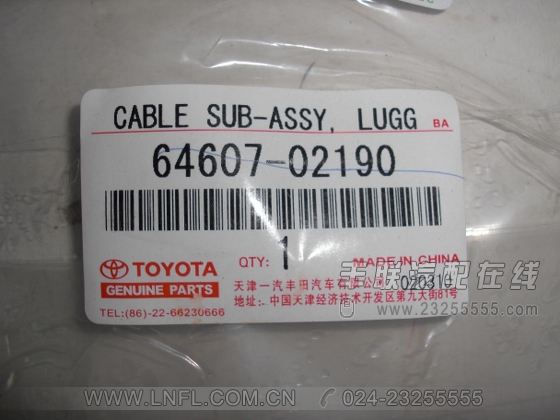 CABLE SUB-ASSY, LUGG BA
64607-02190
QTY: 1 MADE IN CHINA
TOYOTA
GENUINE PARTS
TEL:(86)-22-66230666
天津一汽丰田汽车有限公司 020310
地址: 中国天津经济技术开发区第九大街81号
丰联汽配在线
www.23255555.com
WWW.LNFL.COM.CN 024-23255555